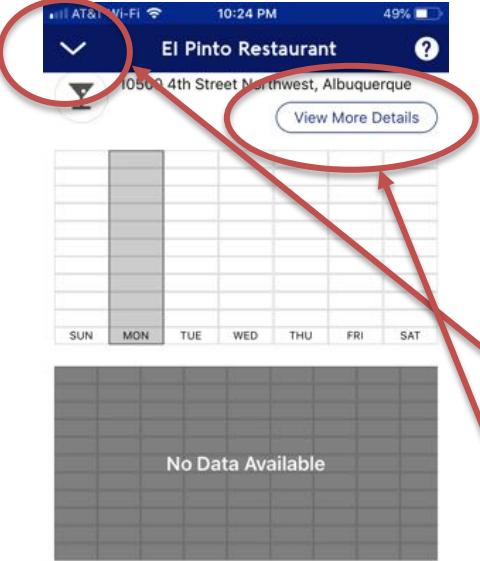 AT&T Wi-Fi 10:24 PM 49%
El Pinto Restaurant ?
10500 4th Street Northwest, Albuquerque
View More Details
SUN MON TUE WED THU FRI SAT
No Data Available